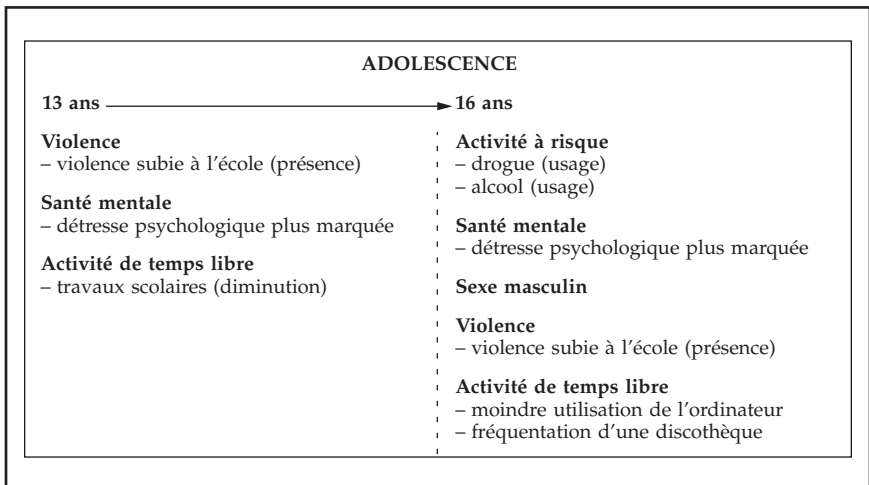 ADOLESCENCE
13 ans
Violence
– violence subie à l'école (présence)
Santé mentale
– détresse psychologique plus marquée
Activité de temps libre
– travaux scolaires (diminution)
16 ans
Activité à risque
– drogue (usage)
– alcool (usage)
Santé mentale
– détresse psychologique plus marquée
Sexe masculin
Violence
– violence subie à l'école (présence)
Activité de temps libre
– moindre utilisation de l'ordinateur
– fréquentation d'une discothèque